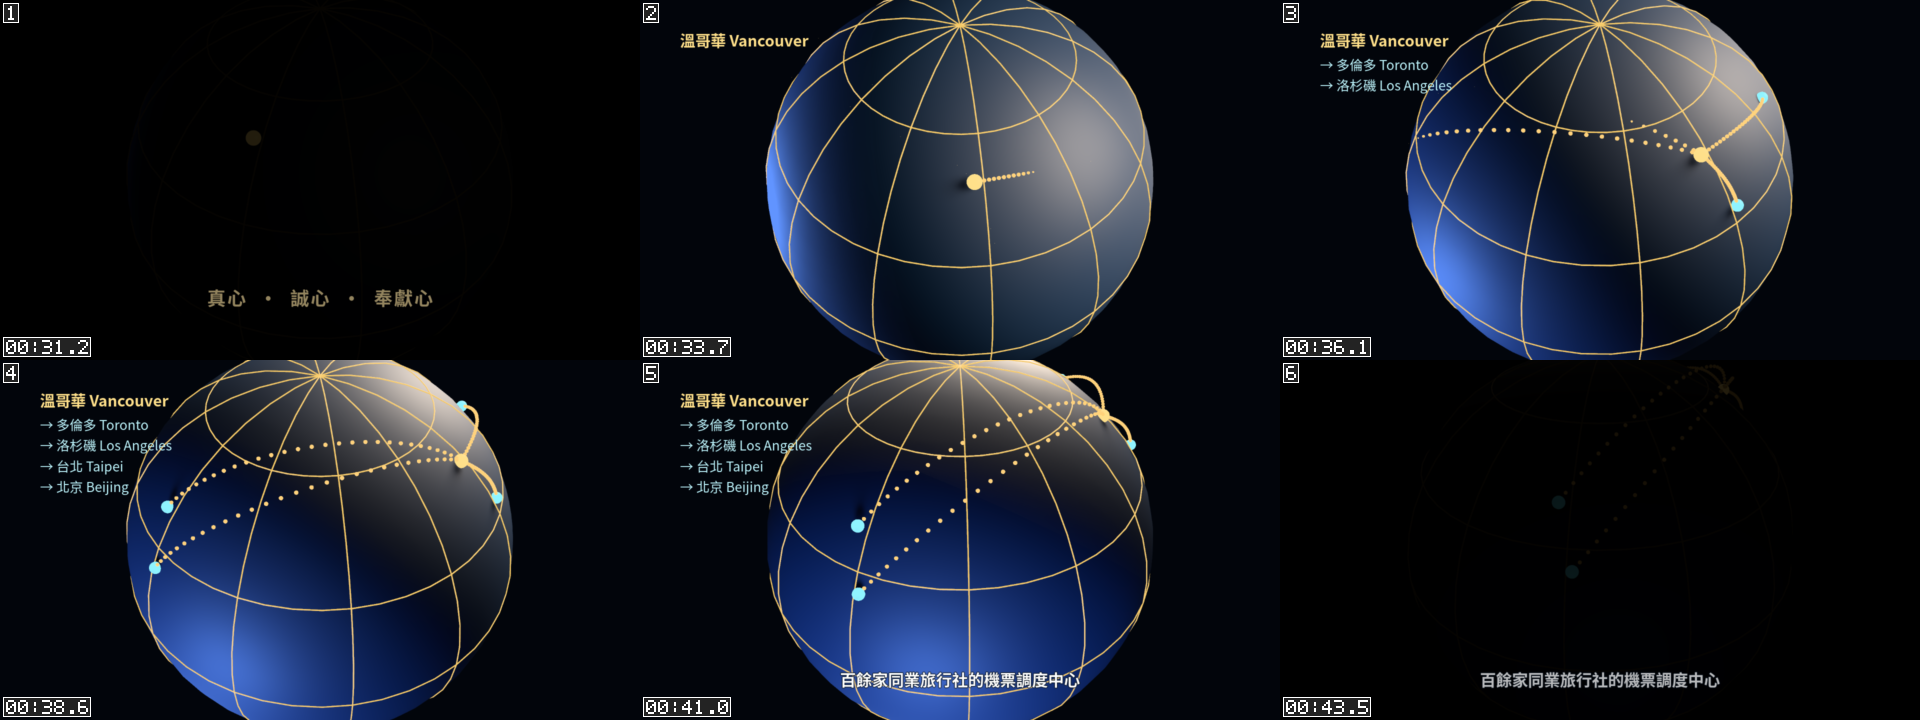 1
真心 · 誠心 · 奉獻心
00:31.2
2
溫哥華 Vancouver
00:33.7
3
溫哥華 Vancouver
→ 多倫多 Toronto
→ 洛杉磯 Los Angeles
00:36.1
4
溫哥華 Vancouver
→ 多倫多 Toronto
→ 洛杉磯 Los Angeles
→ 台北 Taipei
→ 北京 Beijing
00:38.6
5
溫哥華 Vancouver
→ 多倫多 Toronto
→ 洛杉磯 Los Angeles
→ 台北 Taipei
→ 北京 Beijing
百餘家同業旅行社的機票調度中心
00:41.0
6
百餘家同業旅行社的機票調度中心
00:43.5